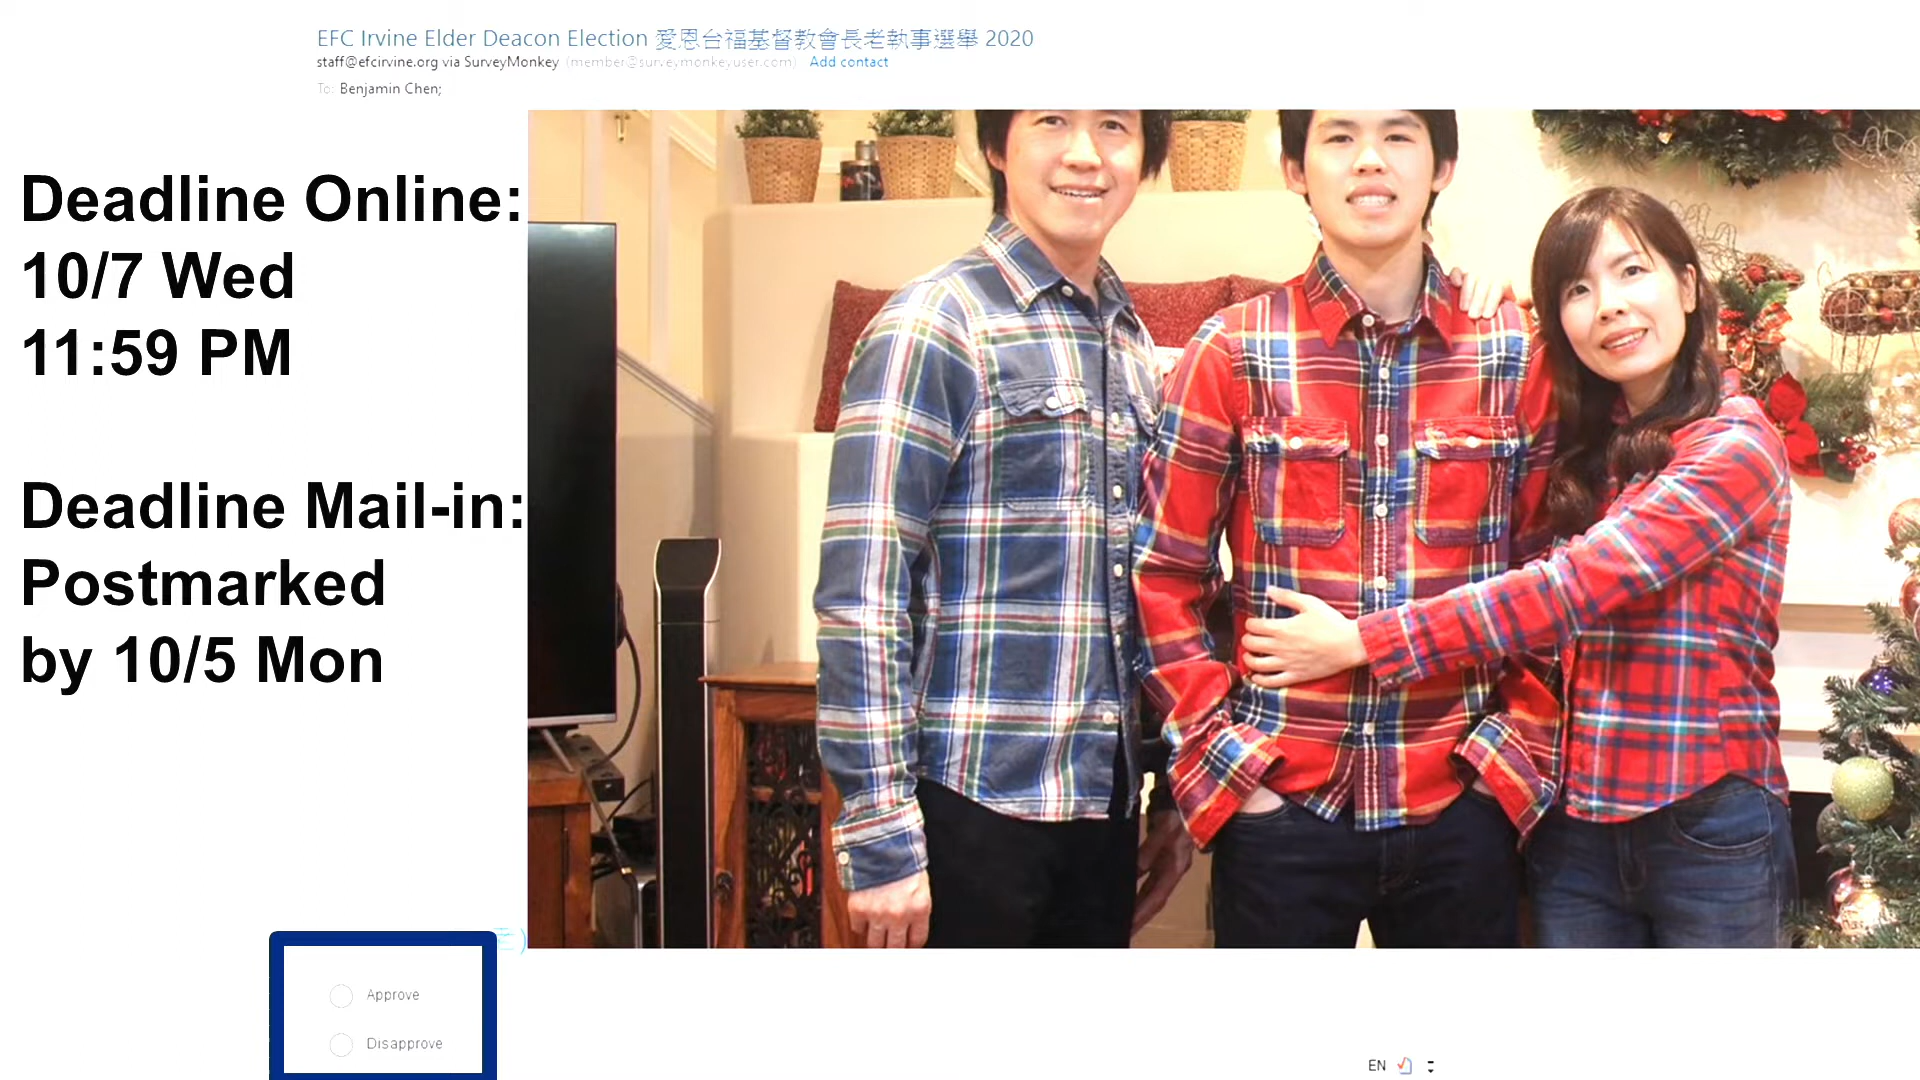 EFC Irvine Elder Deacon Election 愛恩台福基督教會長老執事選舉 2020
staff@efcirvine.org via SurveyMonkey (member@surveymonkeyuser.com) Add contact
To: Benjamin Chen;
Deadline Online:
10/7 Wed
11:59 PM
Deadline Mail-in:
Postmarked
by 10/5 Mon
Approve
Disapprove
EN